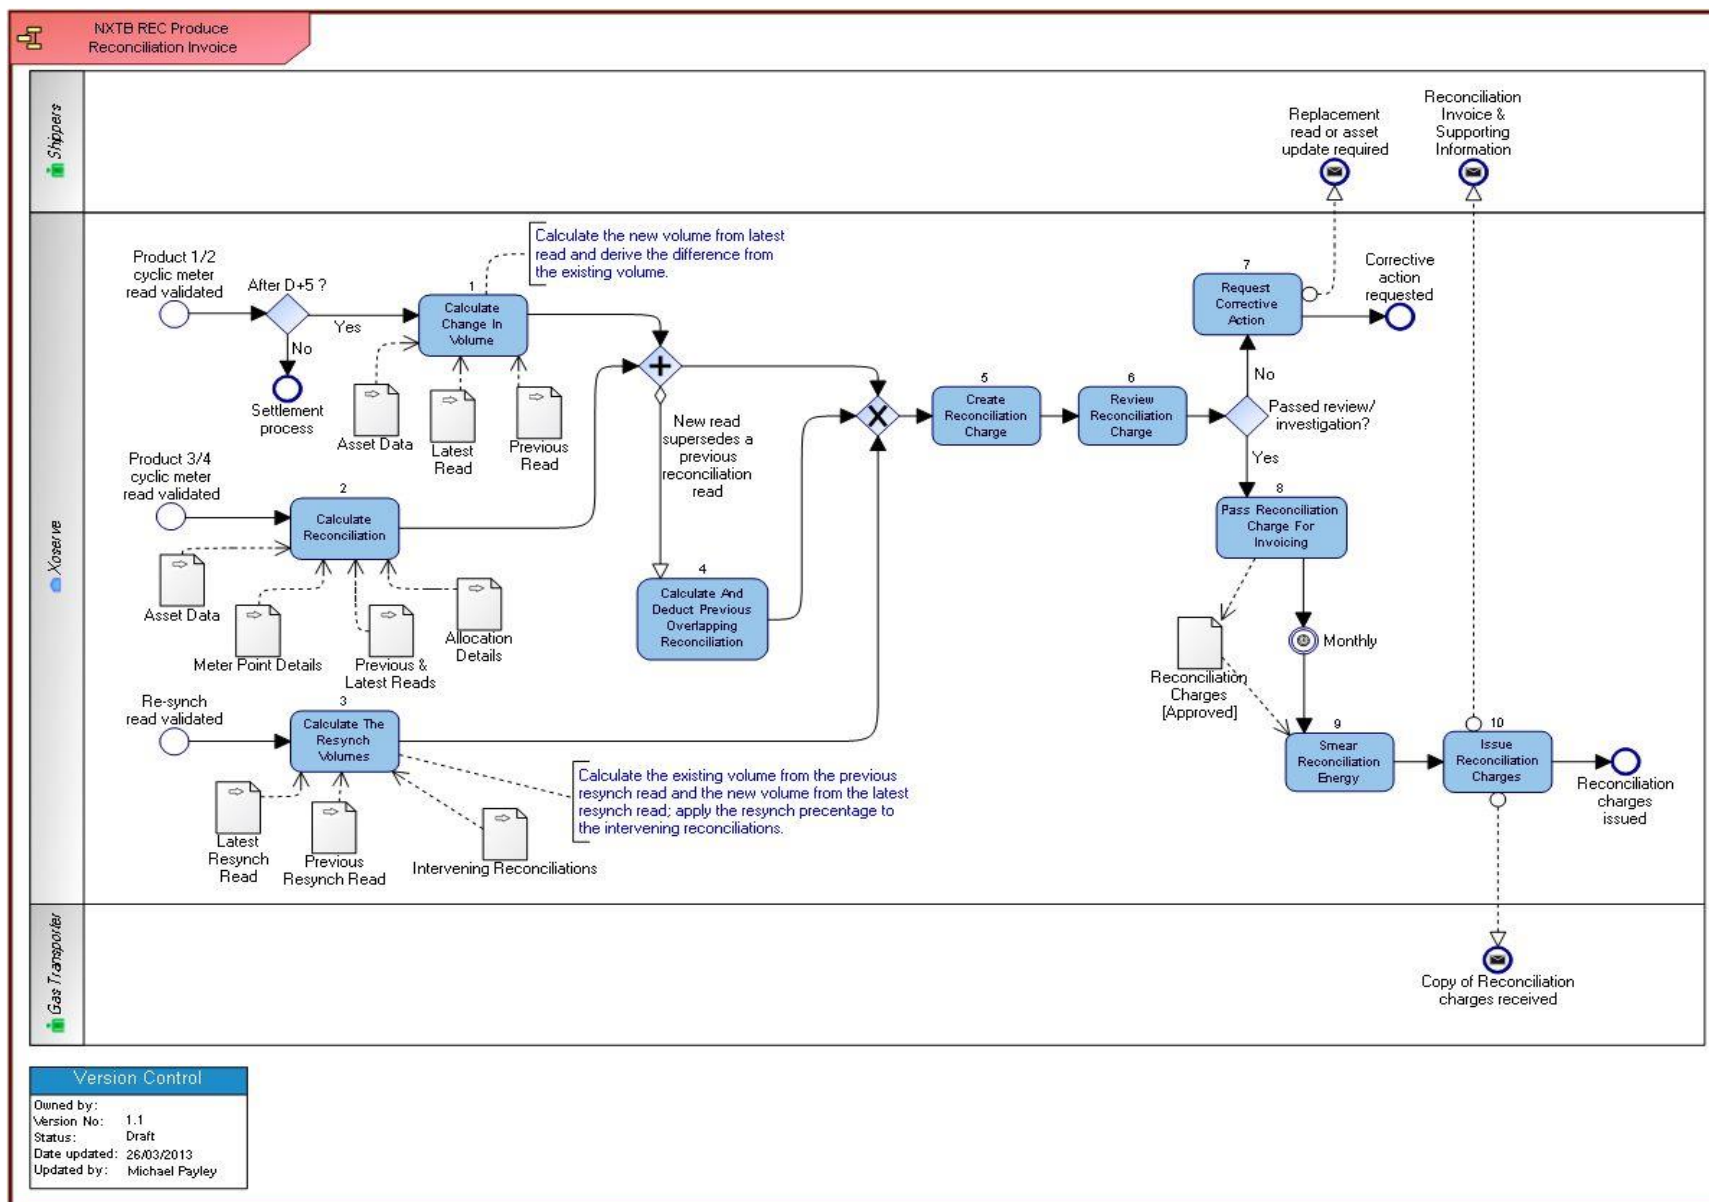 NXTB REC Produce
Reconciliation Invoice
Shippers
Replacement
read or asset
update required
Reconciliation
Invoice &
Supporting
Information
Xoserve
Product 1/2
cyclic meter
read validated
After D+5 ?
Yes
No
Settlement
process
Calculate the new volume from latest
read and derive the difference from
the existing volume.
1
Calculate
Change In
Volume
Asset Data
Latest
Read
Previous
Read
Product 3/4
cyclic meter
read validated
2
Calculate
Reconciliation
Asset Data
Meter Point Details
Previous &
Latest Reads
Allocation
Details
Re-synch
read validated
3
Calculate The
Resynch
Volumes
Latest
Resynch
Read
Previous
Resynch Read
Intervening Reconciliations
Calculate the existing volume from the previous
resynch read and the new volume from the latest
resynch read; apply the resynch precentage to
the intervening reconciliations.
New read
supersedes a
previous
reconciliation
read
4
Calculate And
Deduct Previous
Overlapping
Reconciliation
5
Create
Reconciliation
Charge
6
Review
Reconciliation
Charge
Passed review/
investigation?
No
Yes
7
Request
Corrective
Action
Corrective
action
requested
8
Pass Reconciliation
Charge For
Invoicing
Monthly
Reconciliation
Charges
[Approved]
9
Smear
Reconciliation
Energy
10
Issue
Reconciliation
Charges
Reconciliation
charges
issued
Gas Transporter
Copy of Reconciliation
charges received
Version Control
Owned by:
Version No: 1.1
Status: Draft
Date updated: 26/03/2013
Updated by: Michael Payley